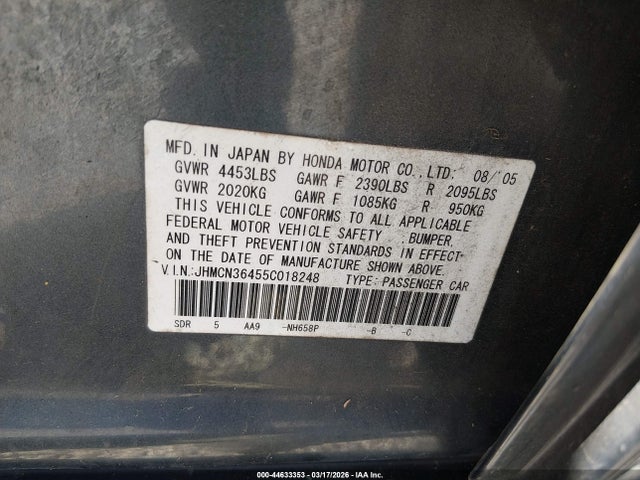 MFD. IN JAPAN BY HONDA MOTOR CO.,LTD: 08/05
GVWR 4453LBS GAWR F 2390LBS R 2095LBS
GVWR 2020KG GAWR F 1085KG R 950KG
THIS VEHICLE CONFORMS TO ALL APPLICABLE
FEDERAL MOTOR VEHICLE SAFETY , BUMPER,
AND THEFT PREVENTION STANDARDS IN EFFECT
ON THE DATE OF MANUFACTURE SHOWN ABOVE.
V.I.N.:JHMCN36455C018248 TYPE: PASSENGER CAR
SDR 5 AA9 -NH658P -B -C
000-44633353 - 03/17/2026 - IAA Inc.